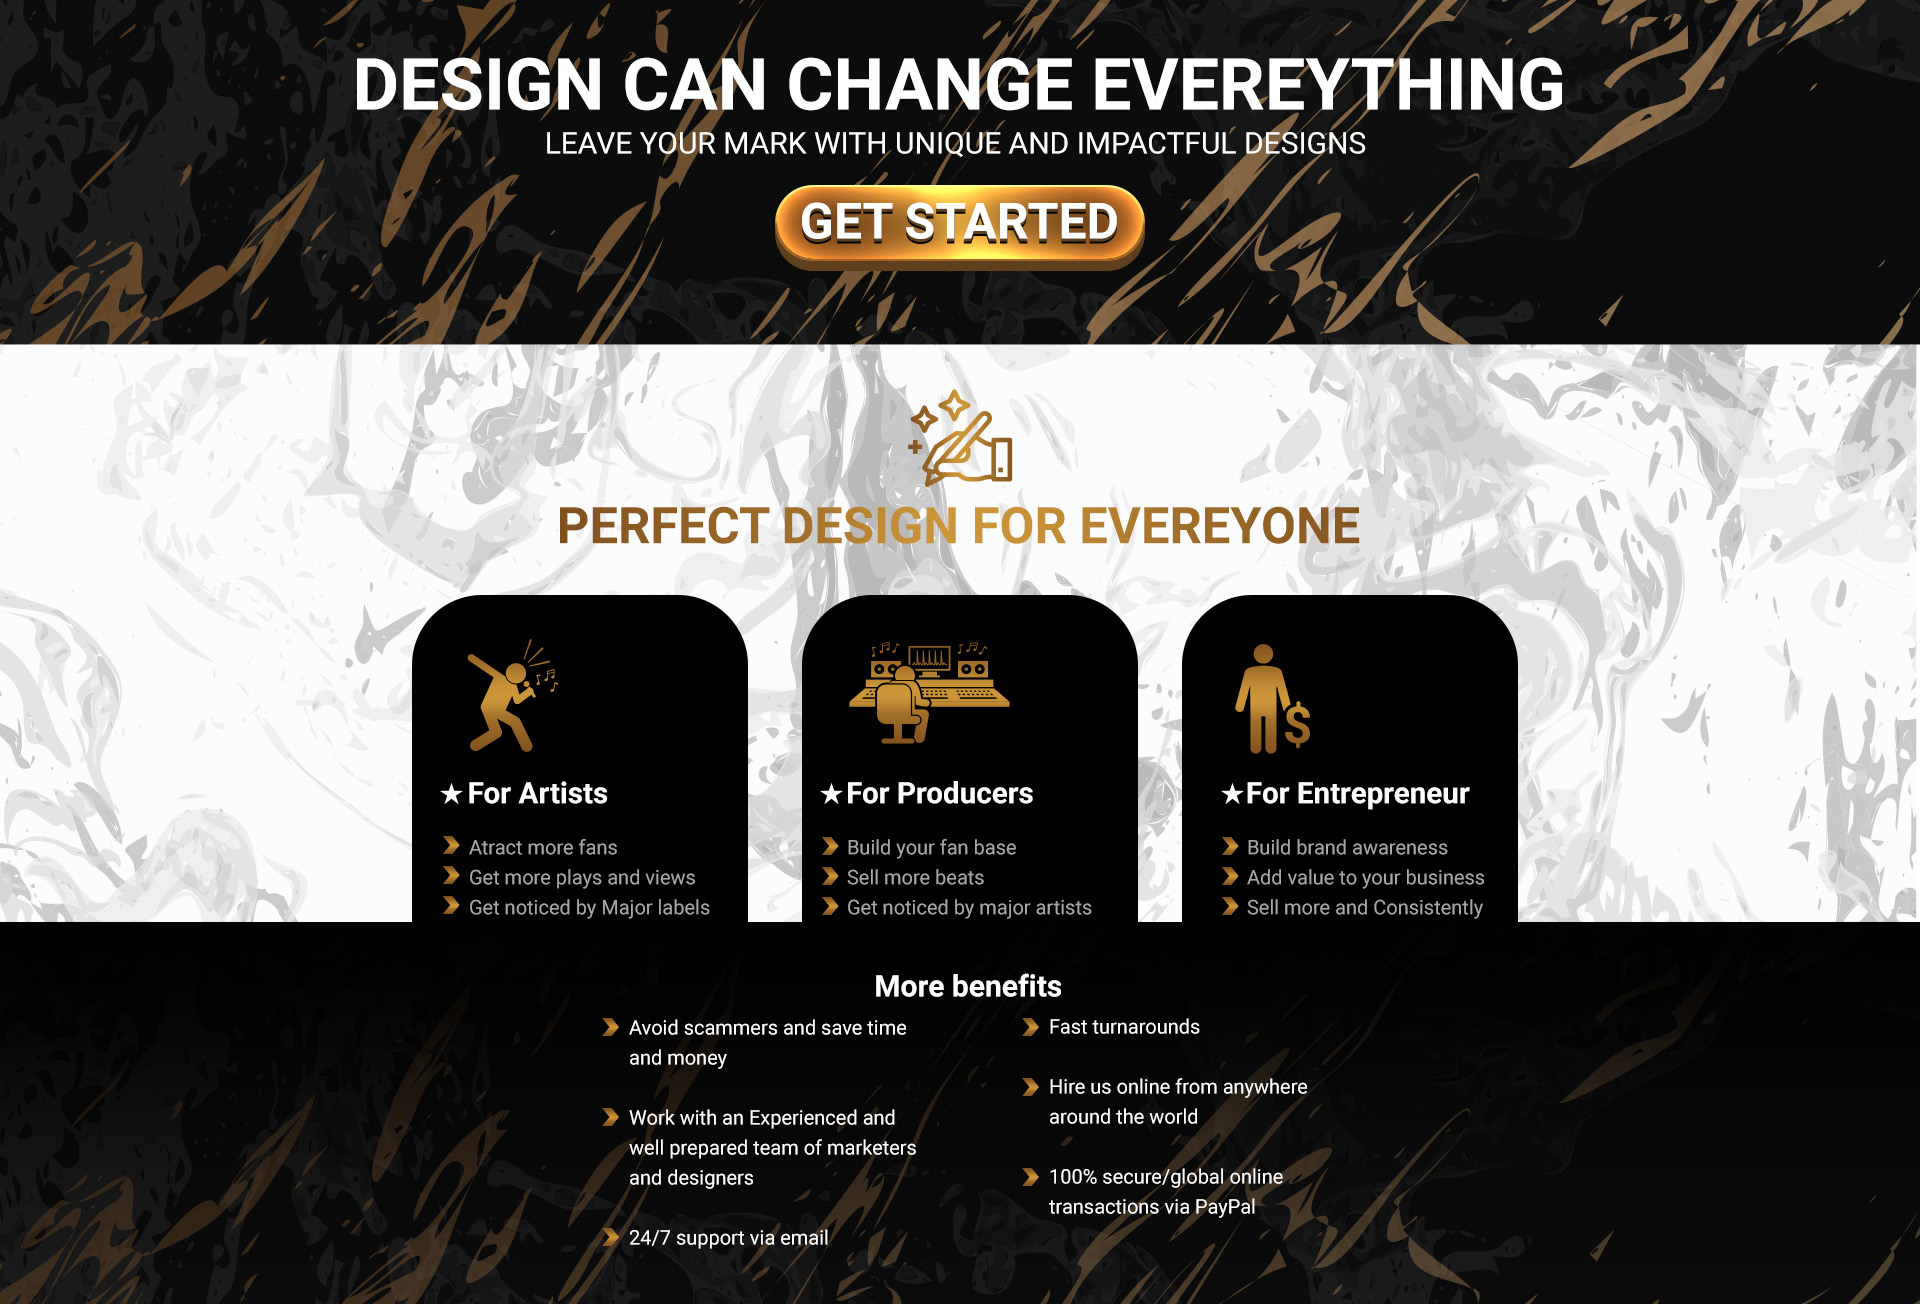 DESIGN CAN CHANGE EVEREYTHING
LEAVE YOUR MARK WITH UNIQUE AND IMPACTFUL DESIGNS
GET STARTED
PERFECT DESIGN FOR EVEREYONE
★For Artists
Atract more fans
Get more plays and views
Get noticed by Major labels
★For Producers
Build your fan base
Sell more beats
Get noticed by major artists
★For Entrepreneur
Build brand awareness
Add value to your business
Sell more and Consistently
More benefits
Avoid scammers and save time
and money
Work with an Experienced and
well prepared team of marketers
and designers
24/7 support via email
Fast turnarounds
Hire us online from anywhere
around the world
100% secure/global online
transactions via PayPal